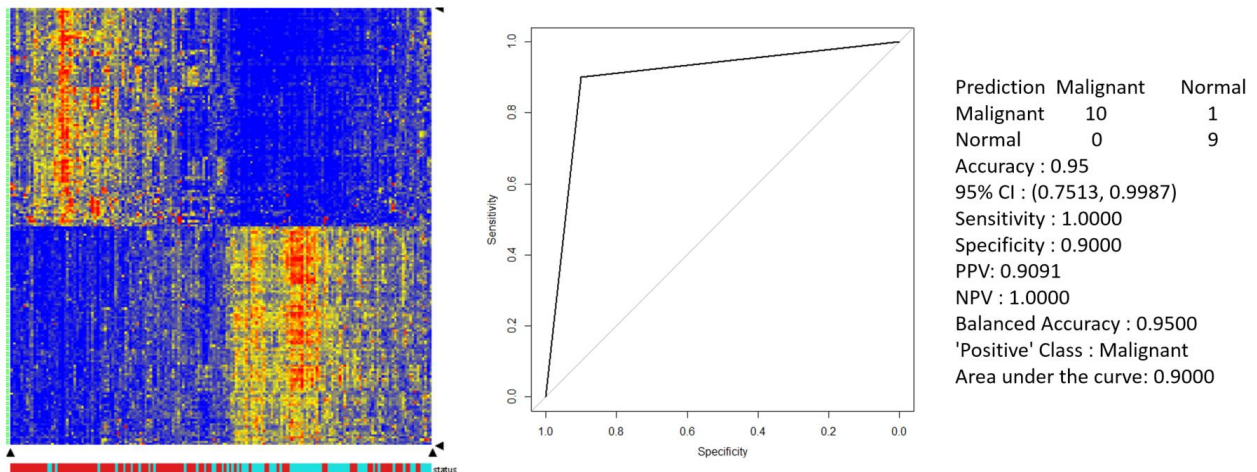 status
Sensitivity
1.0
0.8
0.6
0.4
0.2
0.0
1.0 0.8 0.6 0.4 0.2 0.0
Specificity
Prediction Malignant Normal
Malignant 10 1
Normal 0 9
Accuracy : 0.95
95% CI : (0.7513, 0.9987)
Sensitivity : 1.0000
Specificity : 0.9000
PPV: 0.9091
NPV : 1.0000
Balanced Accuracy : 0.9500
'Positive' Class : Malignant
Area under the curve: 0.9000